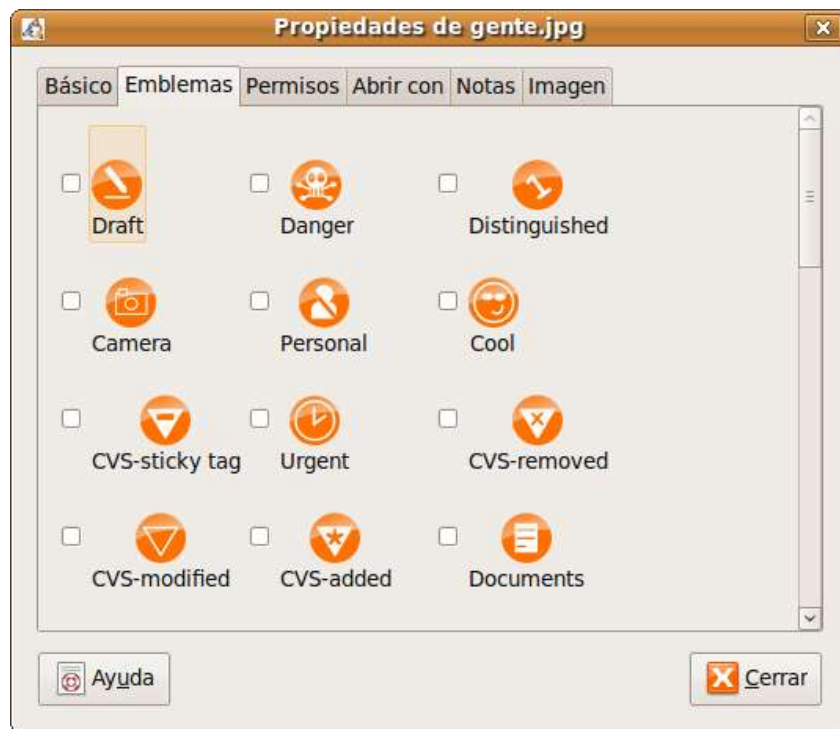 Propiedades de gente.jpg
Básico Emblemas Permisos Abrir con Notas Imagen
Draft Danger Distinguished
Camera Personal Cool
CVS-sticky tag Urgent CVS-removed
CVS-modified CVS-added Documents
Ayuda Cerrar